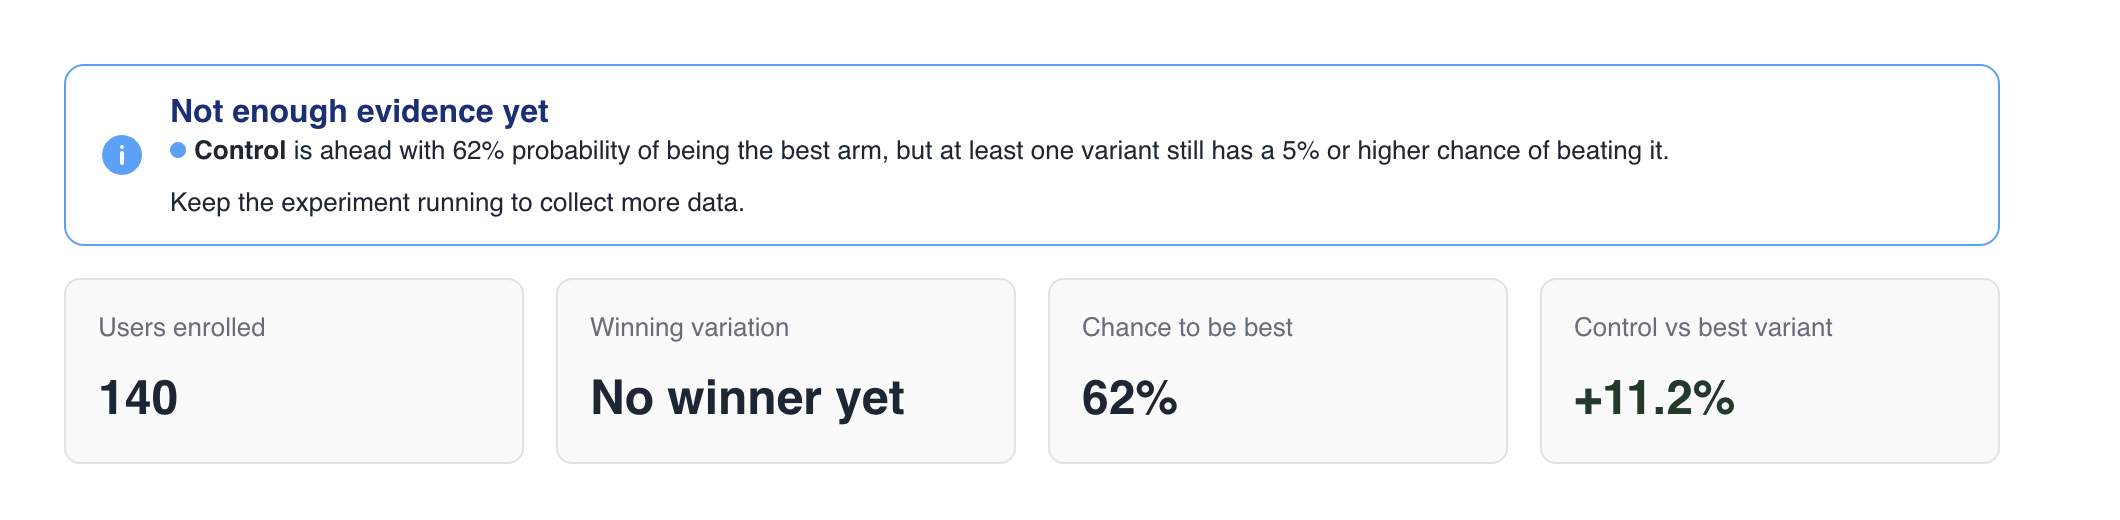 Not enough evidence yet
Control is ahead with 62% probability of being the best arm, but at least one variant still has a 5% or higher chance of beating it.
Keep the experiment running to collect more data.
Users enrolled
140
Winning variation
No winner yet
Chance to be best
62%
Control vs best variant
+11.2%